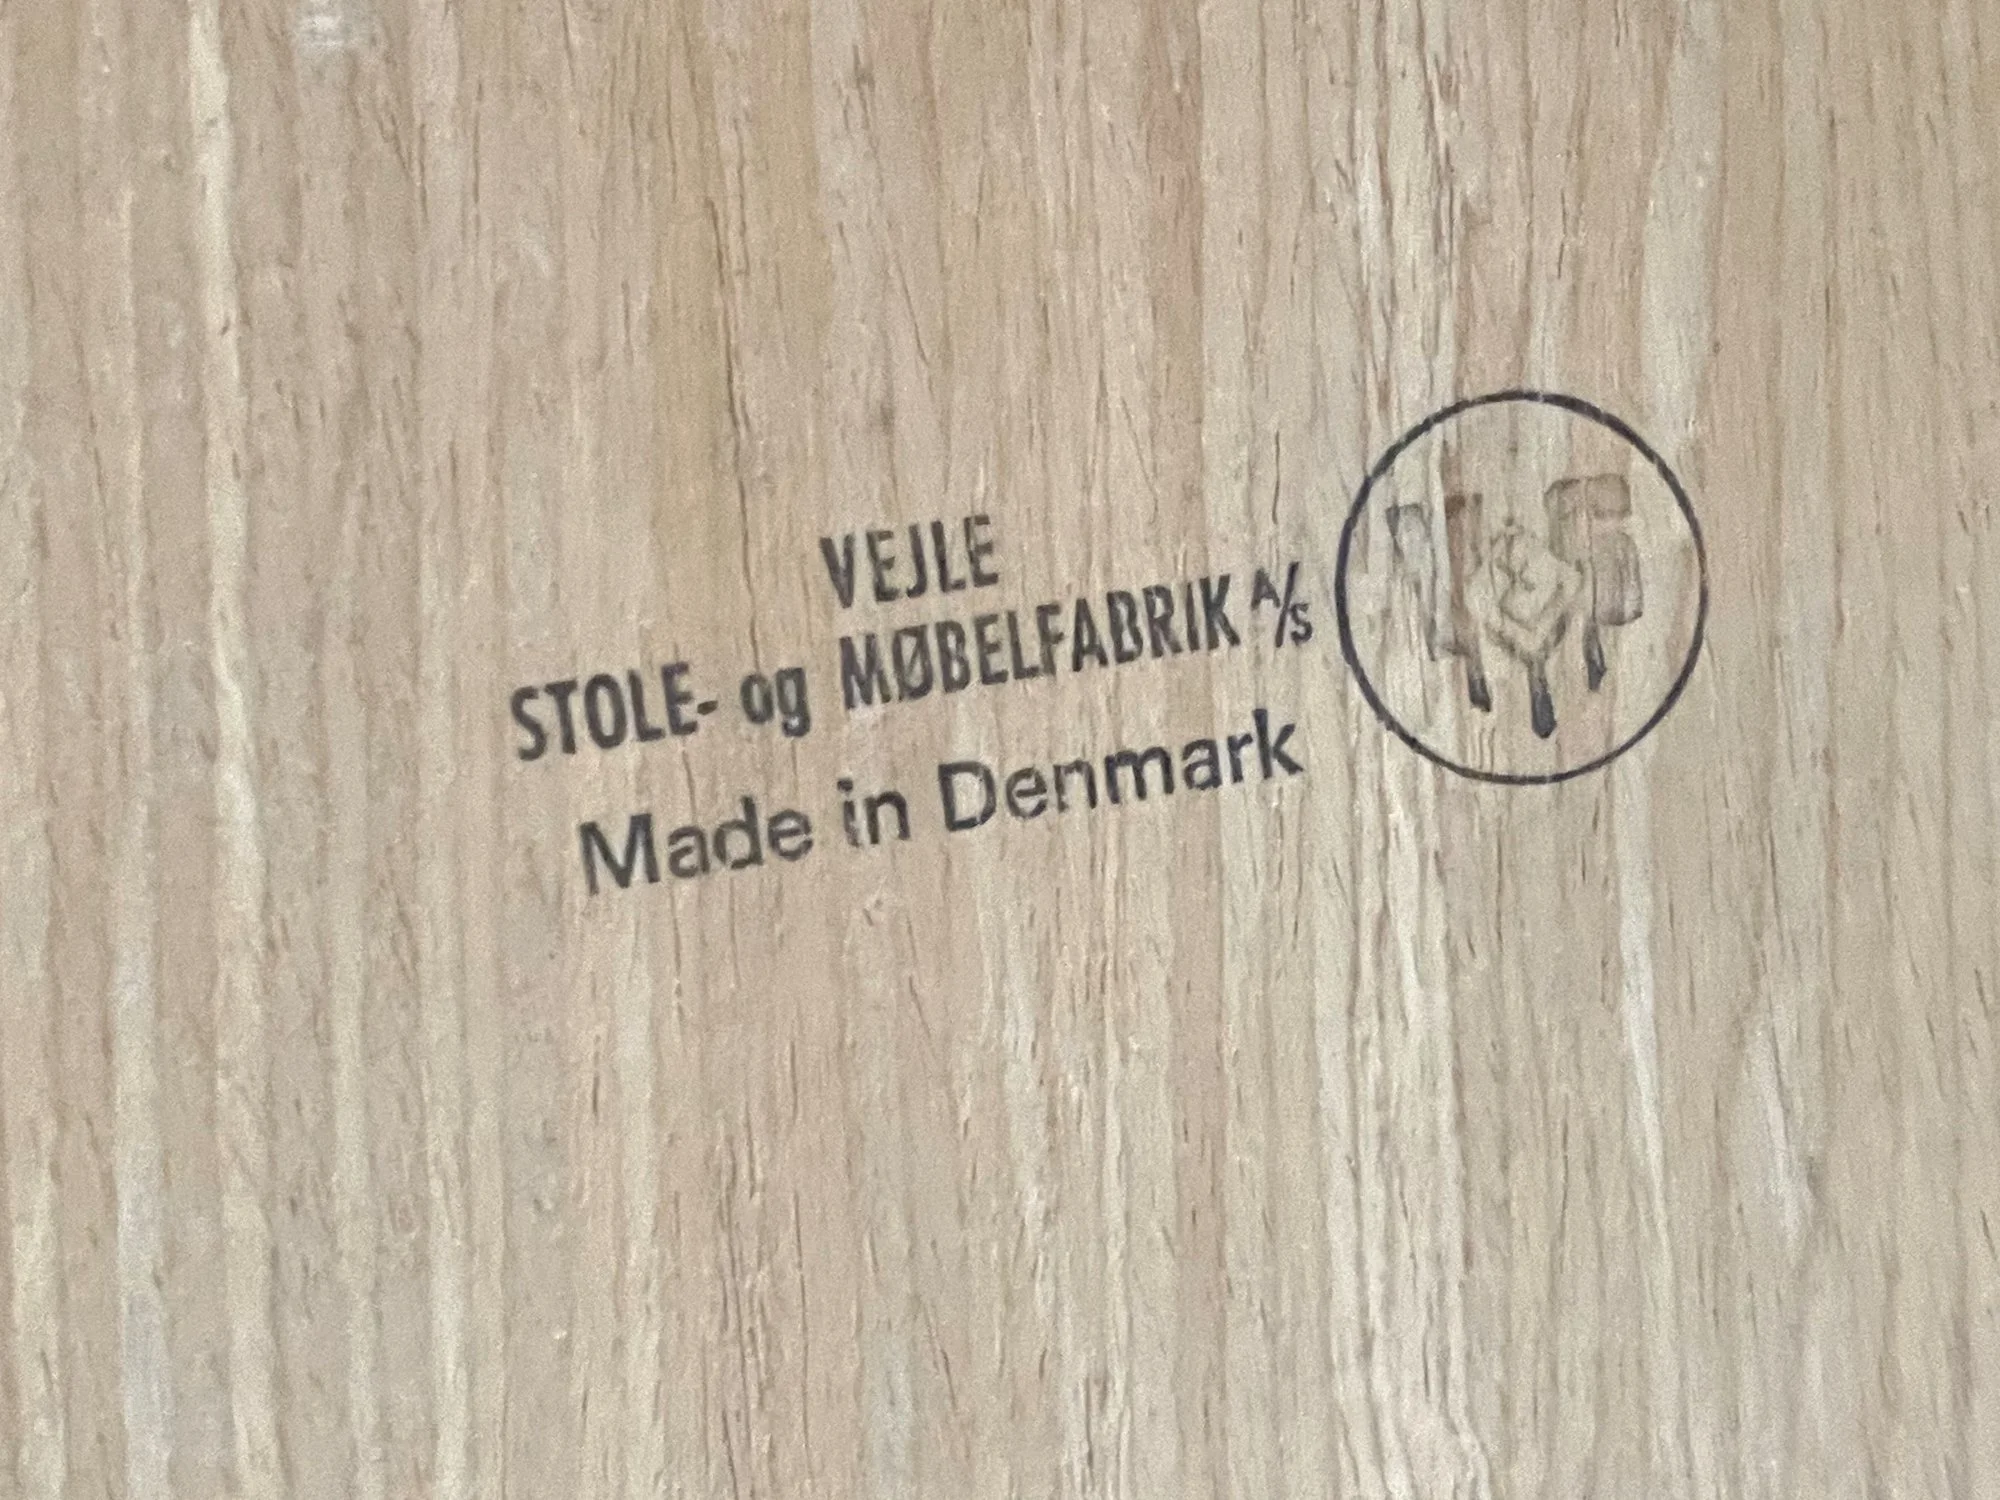 VEJLE
STOLE- og MØBELFABRIK A/S
Made in Denmark